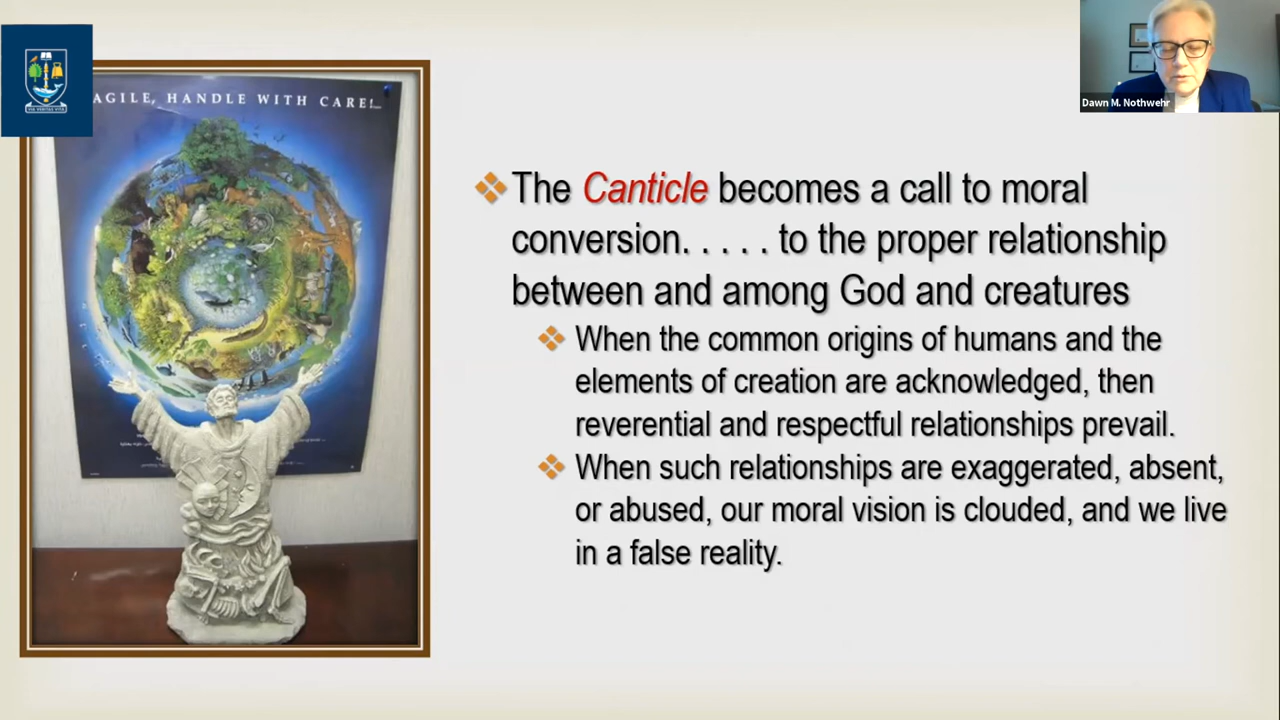 AGILE, HANDLE WITH CARE!
VIA VERITAS VITA
Dawn M. Nothwehr
The Canticle becomes a call to moral
conversion. . . . . to the proper relationship
between and among God and creatures
When the common origins of humans and the
elements of creation are acknowledged, then
reverential and respectful relationships prevail.
When such relationships are exaggerated, absent,
or abused, our moral vision is clouded, and we live
in a false reality.